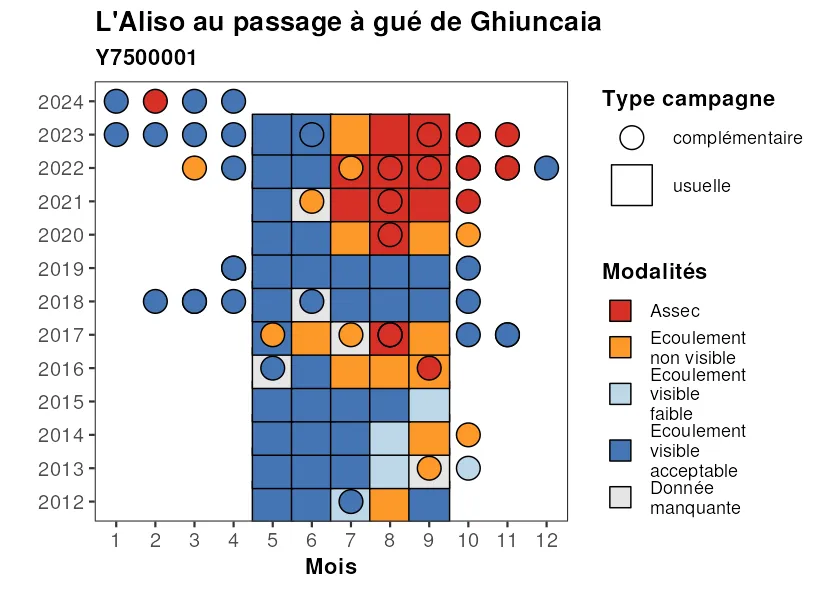 L'Aliso au passage à gué de Ghiuncaia
Y7500001
2024
2023
2022
2021
2020
2019
2018
2017
2016
2015
2014
2013
2012
1 2 3 4 5 6 7 8 9 10 11 12
Mois
Type campagne
complémentaire
usuelle
Modalités
Assec
Ecoulement
non visible
Ecoulement
visible
faible
Ecoulement
visible
acceptable
Donnée
manquante